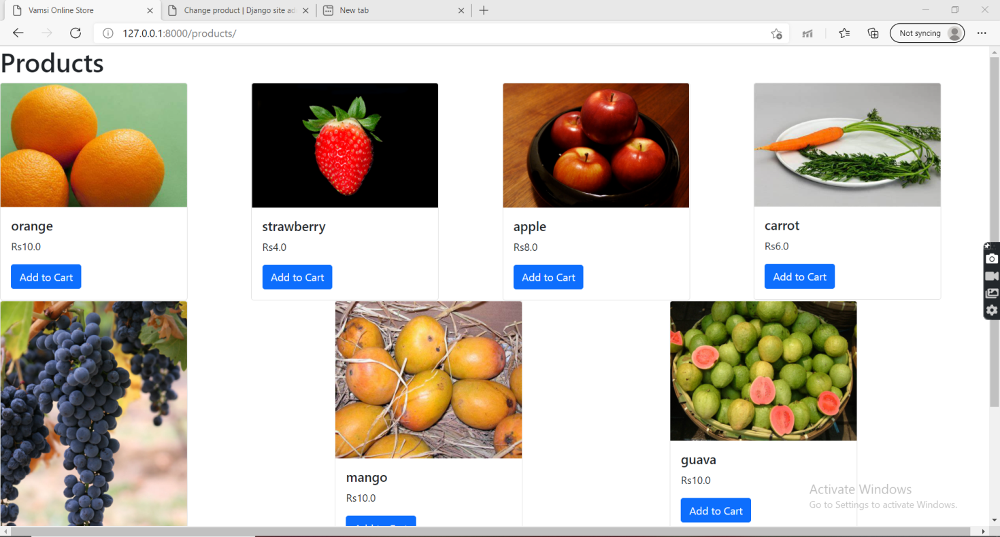 Vamsi Online Store
Change product | Django site ad
New tab
127.0.0.1:8000/products/
Not syncing
Products
orange
Rs10.0
Add to Cart
strawberry
Rs4.0
Add to Cart
apple
Rs8.0
Add to Cart
carrot
Rs6.0
Add to Cart
mango
Rs10.0
guava
Rs10.0
Add to Cart
Activate Windows
Go to Settings to activate Windows.